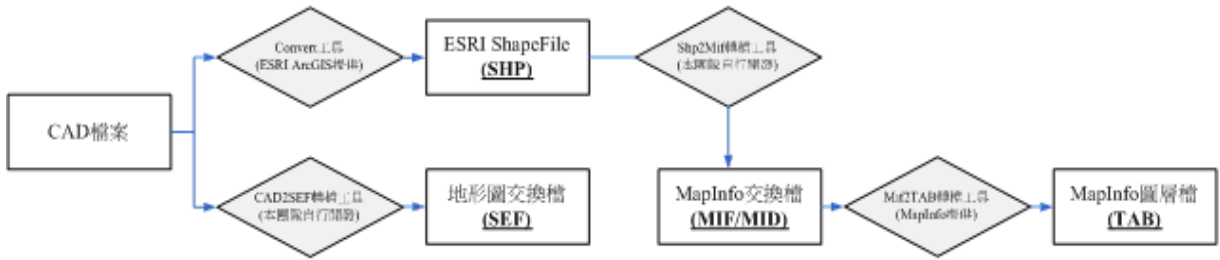 CAD檔案
Convert工具
(ESRI ArcGIS提供)
ESRI ShapeFile
(SHP)
Shp2Mif轉檔工具
(本團隊自行開發)
CAD2SEF轉檔工具
(本團隊自行開發)
地形圖交換檔
(SEF)
MapInfo交換檔
(MIF/MID)
Mif2TAB轉檔工具
(MapInfo提供)
MapInfo圖層檔
(TAB)